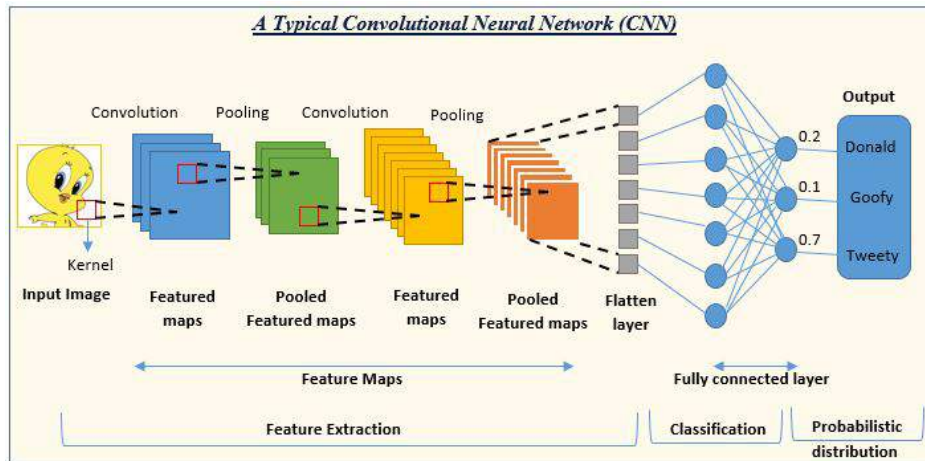 A Typical Convolutional Neural Network (CNN)
Convolution
Pooling
Convolution
Pooling
Output
0.2
Donald
0.1
Goofy
0.7
Tweety
Kernel
Input Image
Featured
maps
Pooled
Featured maps
Featured
maps
Pooled
Featured maps
Flatten
layer
Feature Maps
Fully connected layer
Feature Extraction
Classification
Probabilistic
distribution